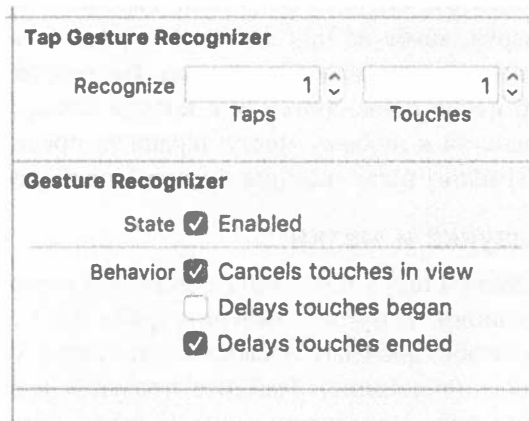 Tap Gesture Recognizer
Recognize 1 1
Taps Touches
Gesture Recognizer
State Enabled
Behavior Cancels touches in view
Delays touches began
Delays touches ended